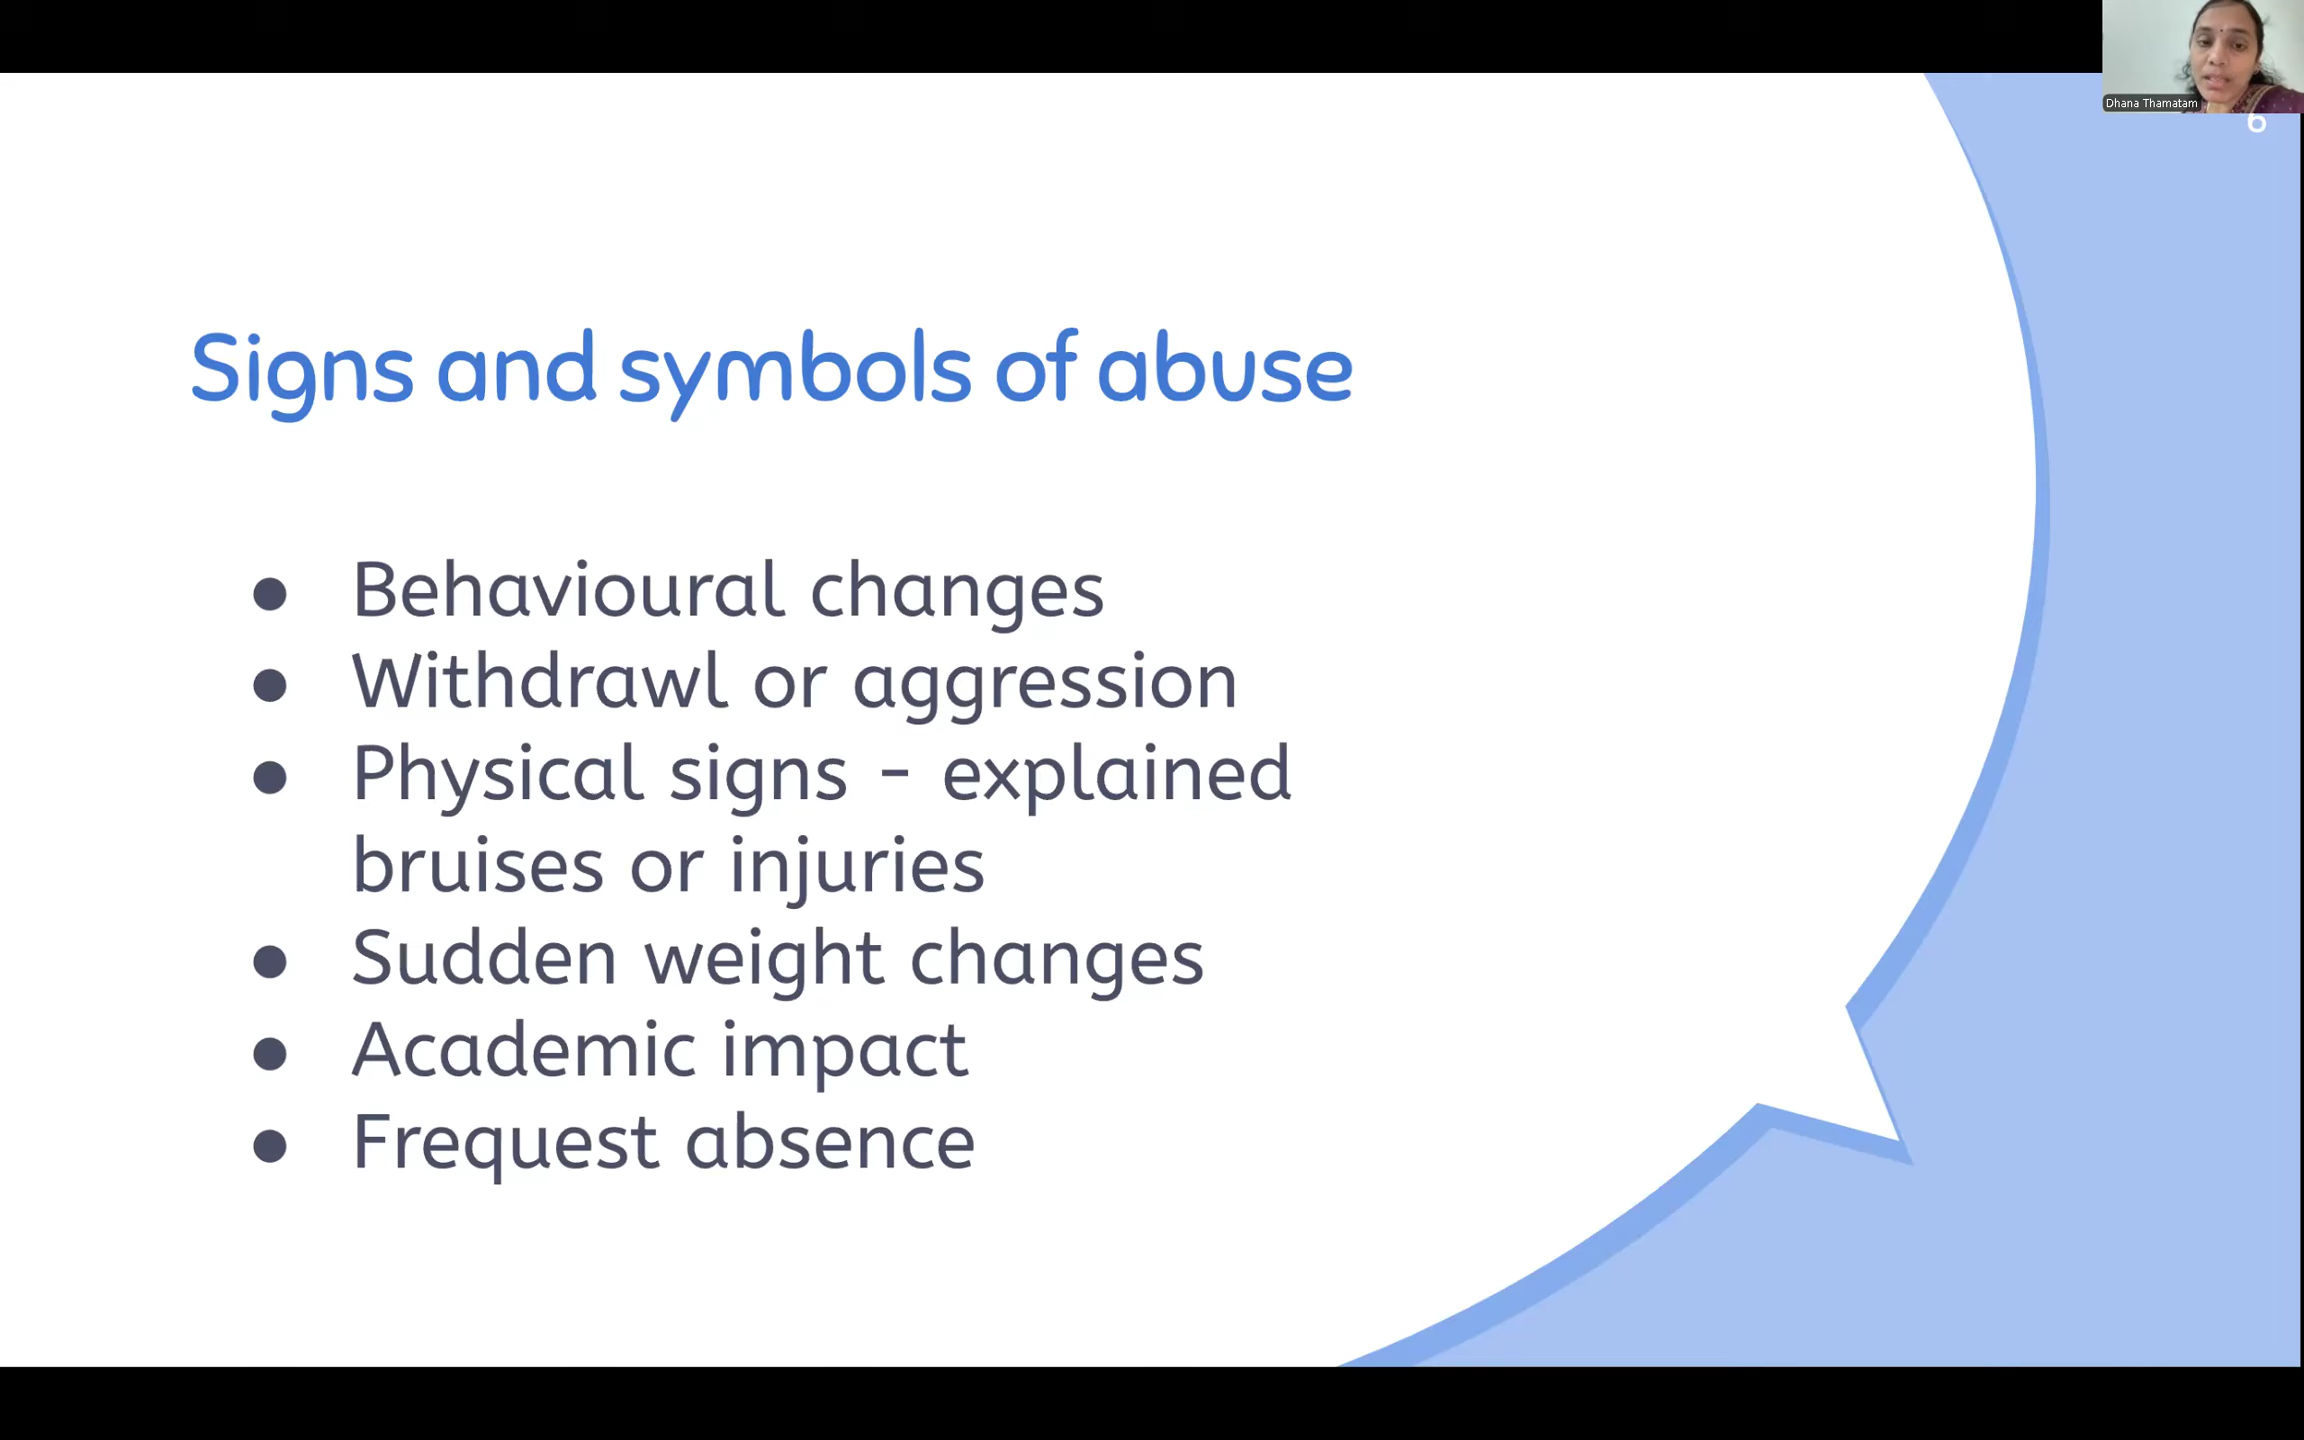 Dhana Thamatam
6
Signs and symbols of abuse
● Behavioural changes
● Withdrawl or aggression
● Physical signs - explained
bruises or injuries
● Sudden weight changes
● Academic impact
● Frequest absence